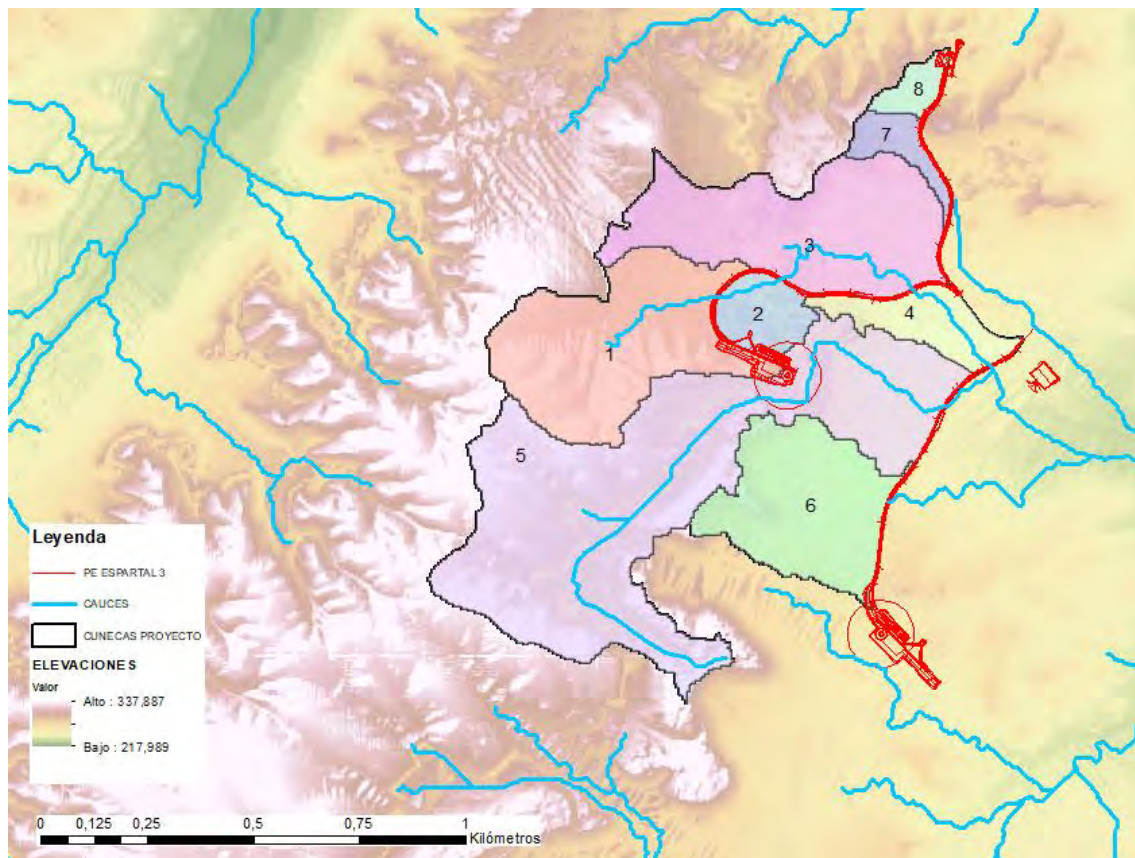 8
7
3
4
2
1
5
6
Leyenda
PE ESPARTAL 3
CAUCES
CUNECAS PROYECTO
ELEVACIONES
Valor
Alto : 337,887
Bajo : 217,989
0 0,125 0,25 0,5 0,75 1
Kilómetros